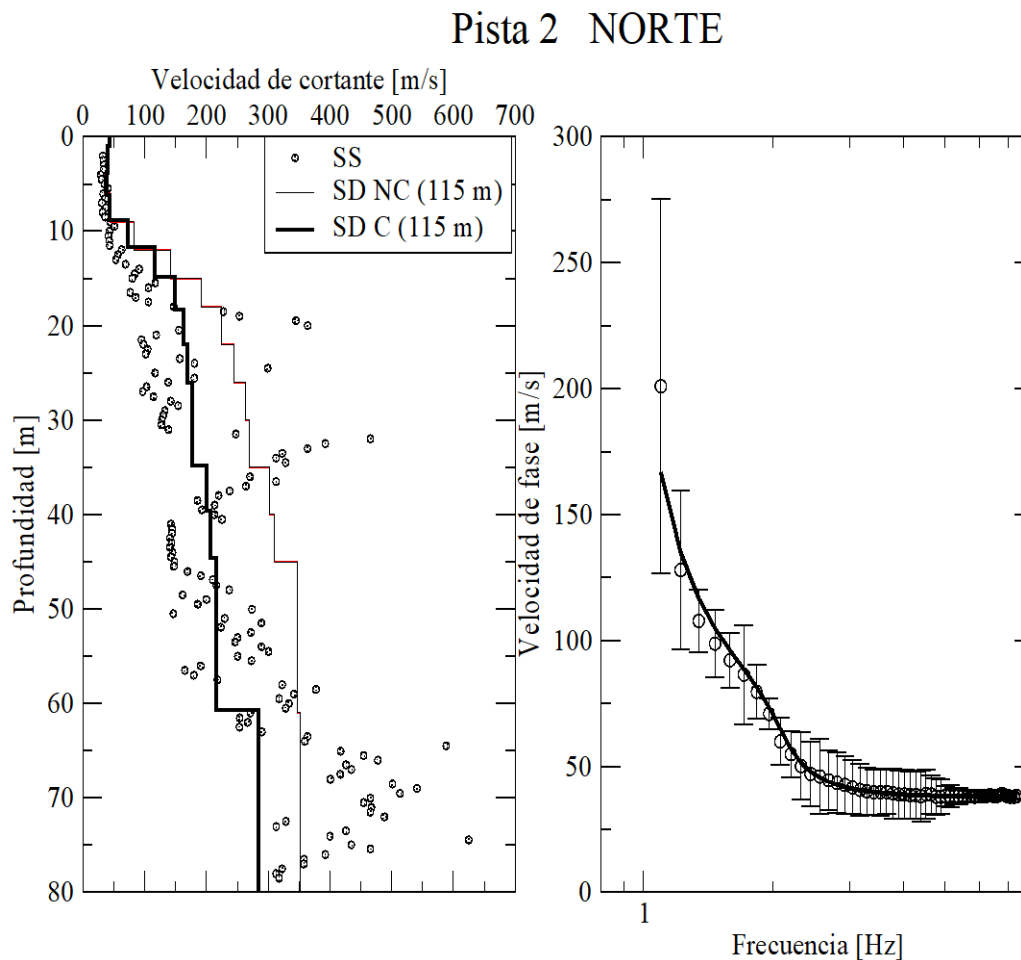 Pista 2 NORTE
Velocidad de cortante [m/s]
0 100 200 300 400 500 600 700
0
10
20
30
40
50
60
70
80
Profundidad [m]
SS
SD NC (115 m)
SD C (115 m)
300
250
200
150
100
50
0
Velocidad de fase [m/s]
1
Frecuencia [Hz]